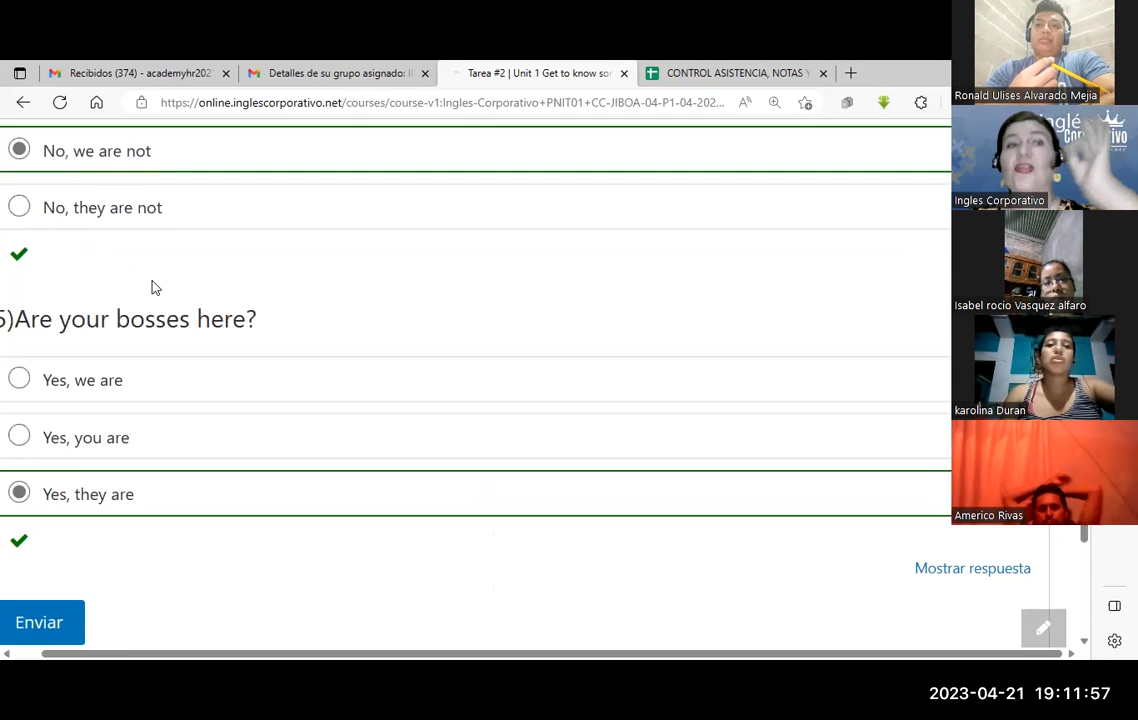 Recibidos (374) - academyhr202
Detalles de su grupo asignado: I
Tarea #2 | Unit 1 Get to know sor
CONTROL ASISTENCIA, NOTAS Y
https://online.inglescorporativo.net/courses/course-v1:Ingles-Corporativo+PNIT01+CC-JIBOA-04-P1-04-202...
No, we are not
No, they are not
5)Are your bosses here?
Yes, we are
Yes, you are
Yes, they are
Mostrar respuesta
Enviar
Ronald Ulises Alvarado Mejia
Inglé
Corporativo
Ingles Corporativo
Isabel rocio Vasquez alfaro
karolina Duran
Americo Rivas
2023-04-21 19:11:57